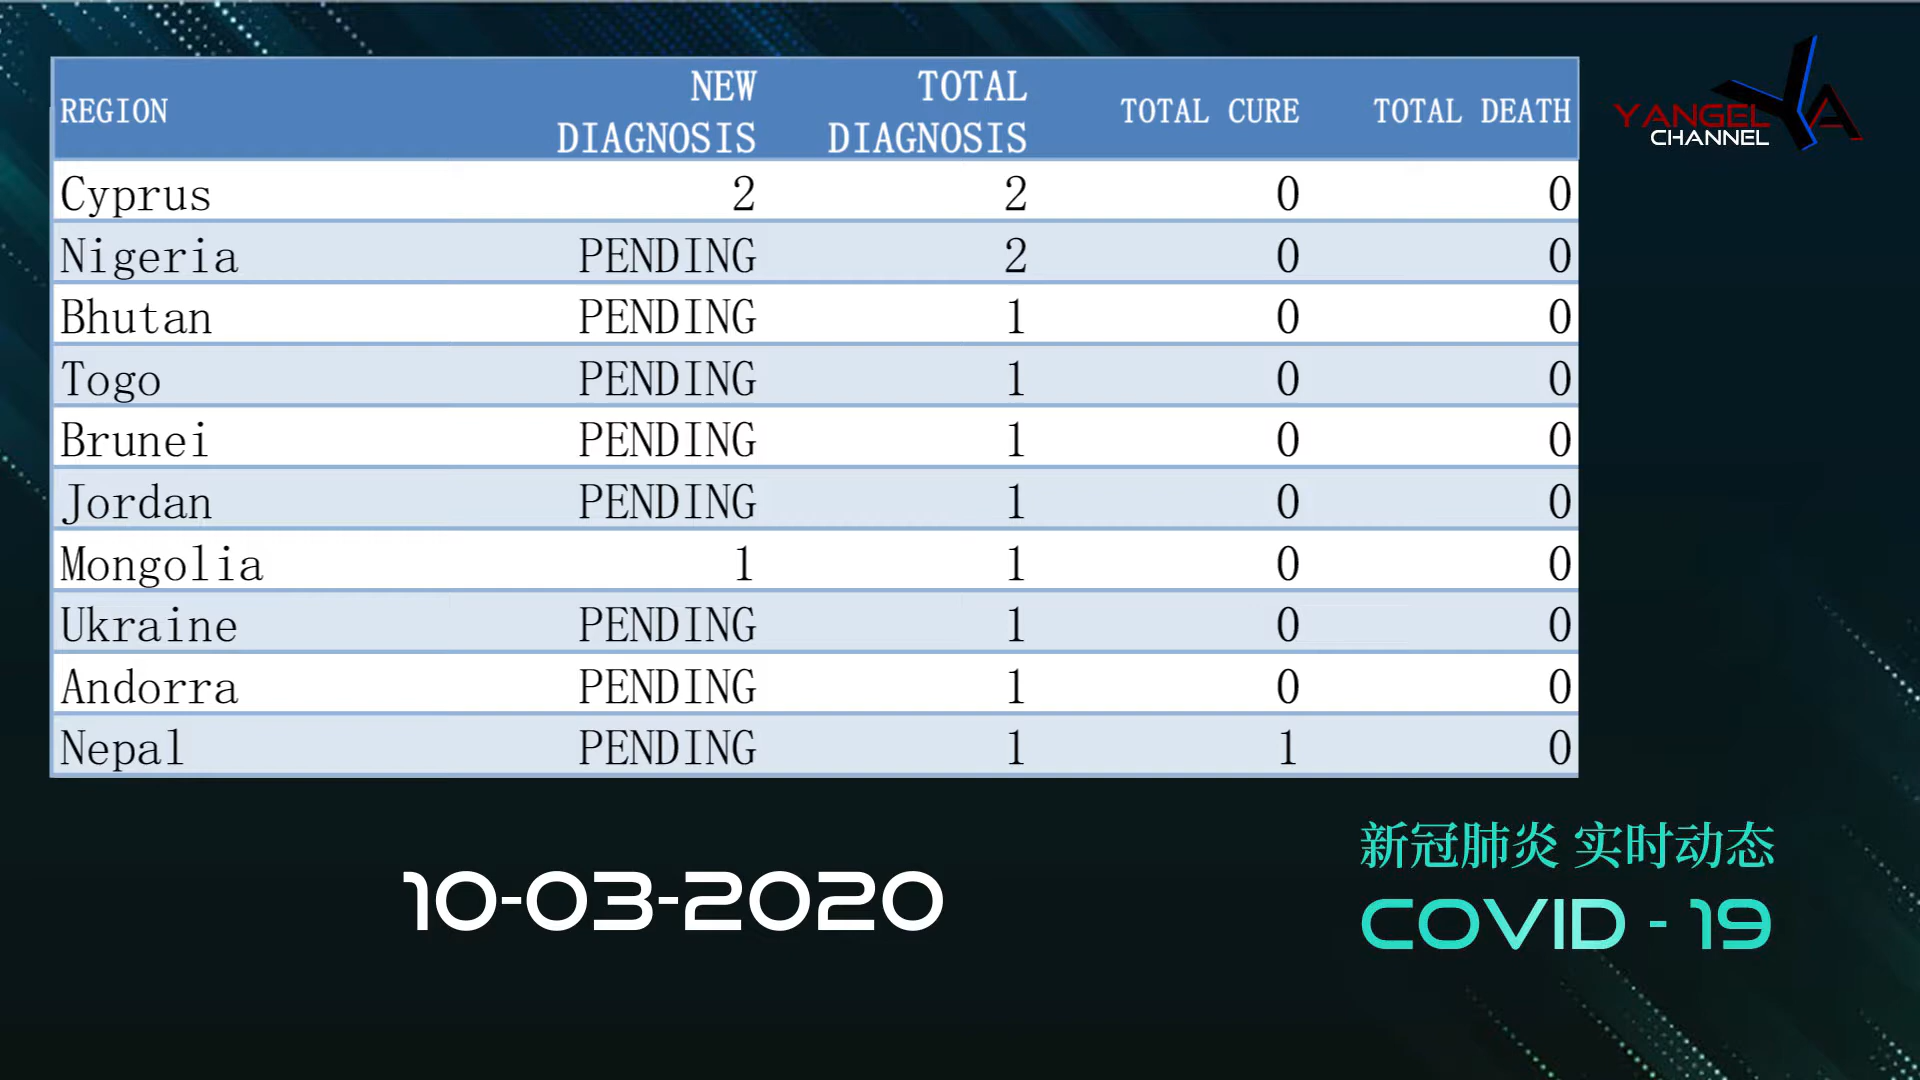 REGION NEW DIAGNOSIS TOTAL DIAGNOSIS TOTAL CURE TOTAL DEATH
Cyprus 2 2 0 0
Nigeria PENDING 2 0 0
Bhutan PENDING 1 0 0
Togo PENDING 1 0 0
Brunei PENDING 1 0 0
Jordan PENDING 1 0 0
Mongolia 1 1 0 0
Ukraine PENDING 1 0 0
Andorra PENDING 1 0 0
Nepal PENDING 1 1 0
YANGEL YA
CHANNEL
10-03-2020
新冠肺炎 实时动态
COVID - 19